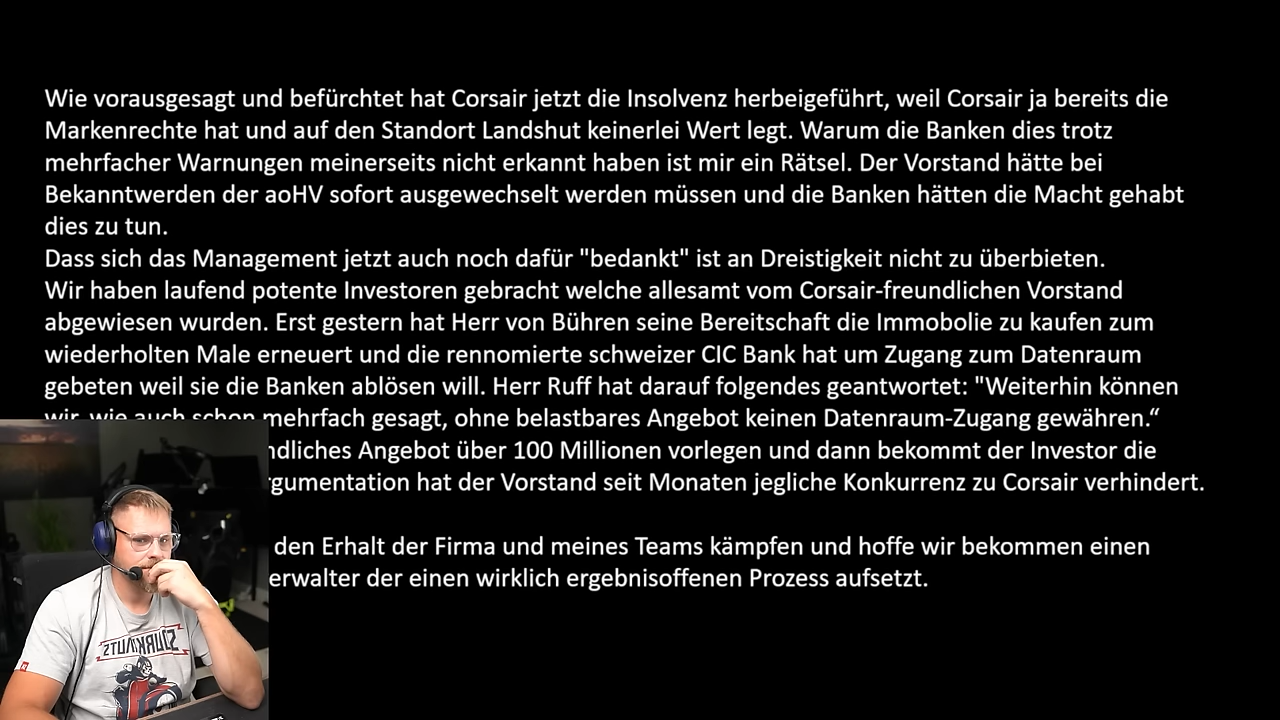 Wie vorausgesagt und befürchtet hat Corsair jetzt die Insolvenz herbeigeführt, weil Corsair ja bereits die
Markenrechte hat und auf den Standort Landshut keinerlei Wert legt. Warum die Banken dies trotz
mehrfacher Warnungen meinerseits nicht erkannt haben ist mir ein Rätsel. Der Vorstand hätte bei
Bekanntwerden der aoHV sofort ausgewechselt werden müssen und die Banken hätten die Macht gehabt
dies zu tun.
Dass sich das Management jetzt auch noch dafür "bedankt" ist an Dreistigkeit nicht zu überbieten.
Wir haben laufend potente Investoren gebracht welche allesamt vom Corsair-freundlichen Vorstand
abgewiesen wurden. Erst gestern hat Herr von Bühren seine Bereitschaft die Immobolie zu kaufen zum
wiederholten Male erneuert und die rennomierte schweizer CIC Bank hat um Zugang zum Datenraum
gebeten weil sie die Banken ablösen will. Herr Ruff hat darauf folgendes geantwortet: "Weiterhin können
wir, wie auch schon mehrfach gesagt, ohne belastbares Angebot keinen Datenraum-Zugang gewähren.“
ndliches Angebot über 100 Millionen vorlegen und dann bekommt der Investor die
rgumentation hat der Vorstand seit Monaten jegliche Konkurrenz zu Corsair verhindert.
den Erhalt der Firma und meines Teams kämpfen und hoffe wir bekommen einen
erwalter der einen wirklich ergebnisoffenen Prozess aufsetzt.